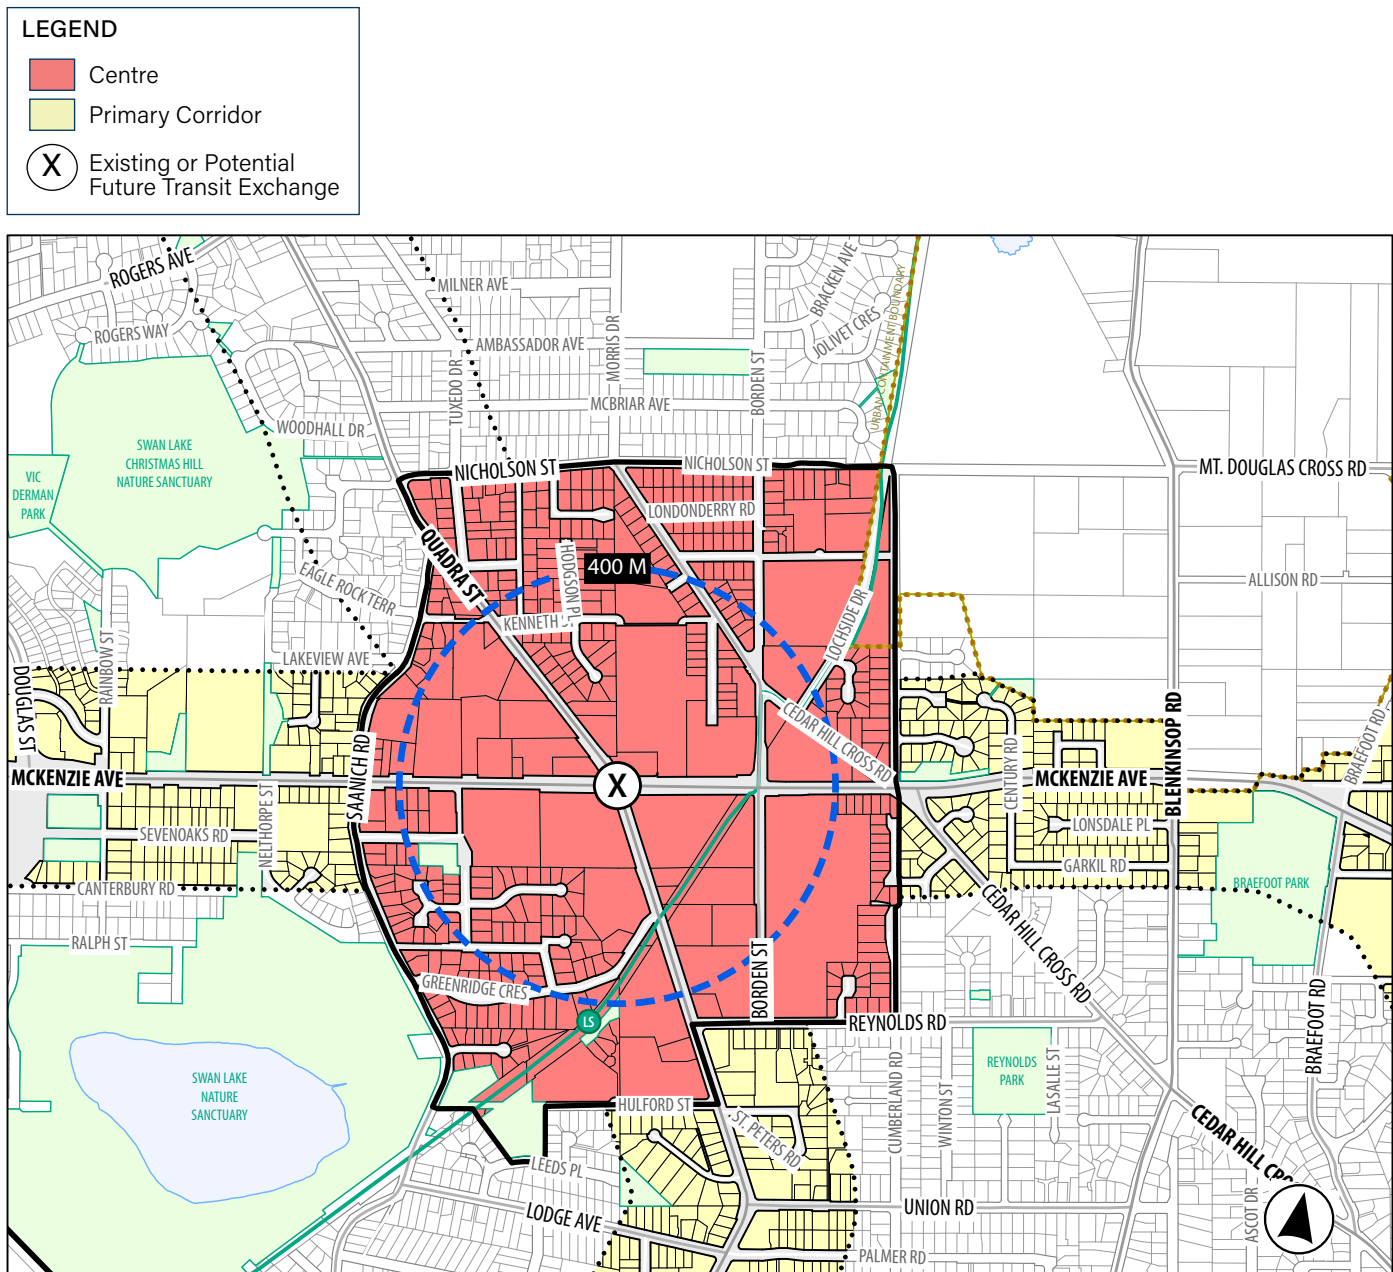 LEGEND
Centre
Primary Corridor
X
Existing or Potential
Future Transit Exchange
ROGERS AVE
ROGERS WAY
MILNER AVE
AMBASSADOR AVE
MORRIS DR
TUXEDO DR
MCBRIAR AVE
BORDEN ST
BRACKEN AVE
JOLIVET CRES
URBAN CONTAINMENT BOUNDARY
WOODHALL DR
SWAN LAKE
CHRISTMAS HILL
NATURE SANCTUARY
VIC
DERMAN
PARK
NICHOLSON ST
NICHOLSON ST
MT. DOUGLAS CROSS RD
LONDONDERRY RD
QUADRA ST
HODGSON PL
400 M
EAGLE ROCK TERR
ALLISON RD
KENNETH S
LOCHSIDE DR
RAINBOW ST
LAKEVIEW AVE
DOUGLAS ST
SAANICH RD
CEDAR HILL CROSS RD
CENTURY RD
BLENKINSOP RD
BRAEFOOT RD
MCKENZIE AVE
X
MCKENZIE AVE
NELTHORPE ST
SEVENOAKS RD
LONSDALE PL
GARKIL RD
CANTERBURY RD
BRAEFOOT PARK
RALPH ST
CEDAR HILL CROSS RD
GREENRIDGE CRES
BORDEN ST
BRAEFOOT RD
LS
REYNOLDS RD
SWAN LAKE
NATURE
SANCTUARY
REYNOLDS
PARK
CUMBERLAND RD
WINTON ST
LASALLE ST
HULFORD ST
ST. PETERS RD
CEDAR HILL CRO
LEEDS PL
LODGE AVE
UNION RD
ASCOT DR
PALMER RD